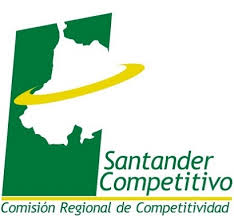 Santander
Competitivo
Comisión Regional de Competitividad